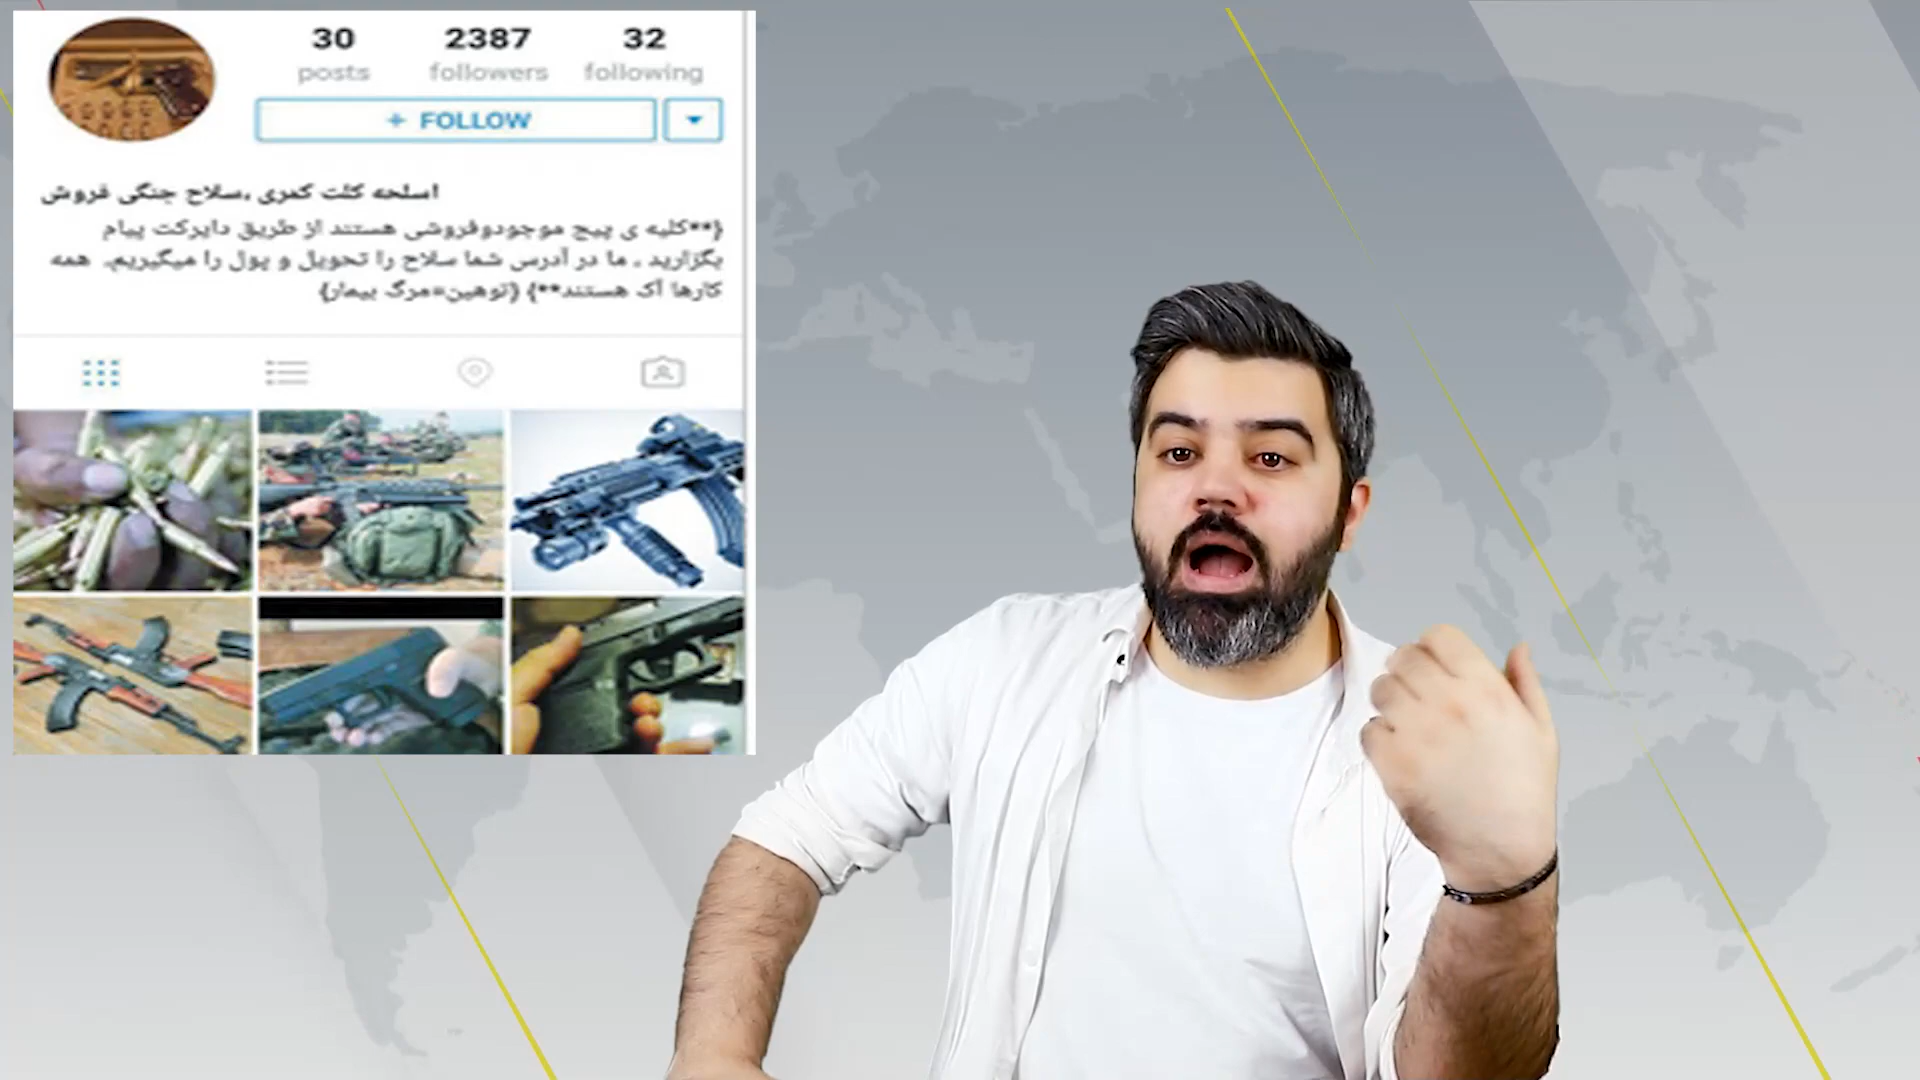 30 2387 32
posts followers following
+ FOLLOW
اسلحه کلت کمری ،سلاح جنگی فروش
{**کلیه ی پیج موجودوفروشی هستند از طریق دایرکت پیام
بگزارید ، ما در آدرس شما سلاح را تحویل و پول را میگیریم. همه
کارها آک هستند**} {توهین=مرگ بیمار}